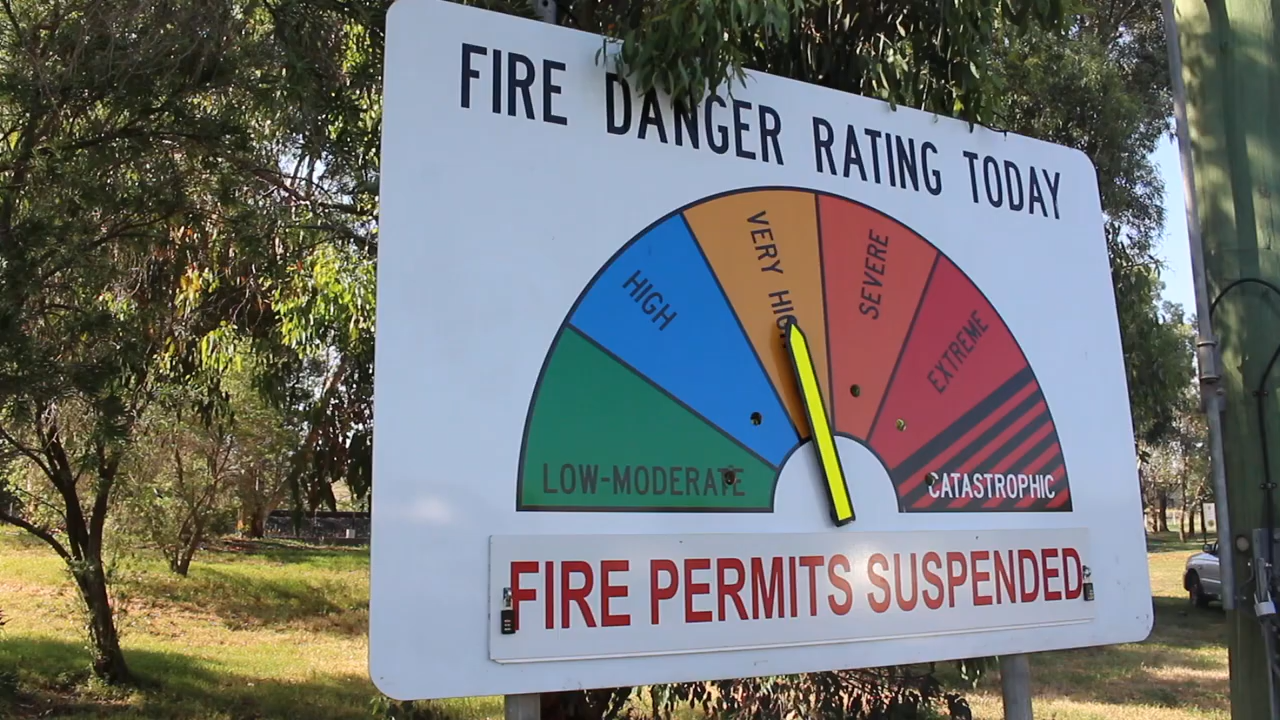 FIRE DANGER RATING TODAY
LOW-MODERATE
HIGH
VERY HIGH
SEVERE
EXTREME
CATASTROPHIC
FIRE PERMITS SUSPENDED